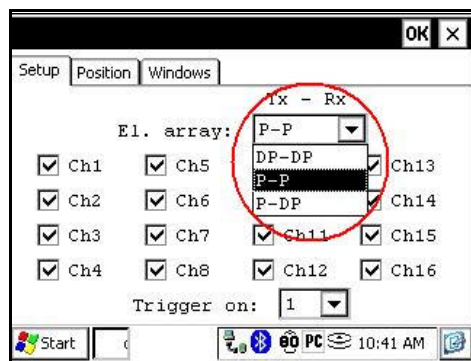 OK ×
Setup Position Windows
Tx - Rx
El. array: P-P
DP-DP
Ch1 Ch5 Ch13
P-P
Ch2 Ch6 P-DP Ch14
Ch3 Ch7 Ch11 Ch15
Ch4 Ch8 Ch12 Ch16
Trigger on: 1
Start PC 10:41 AM